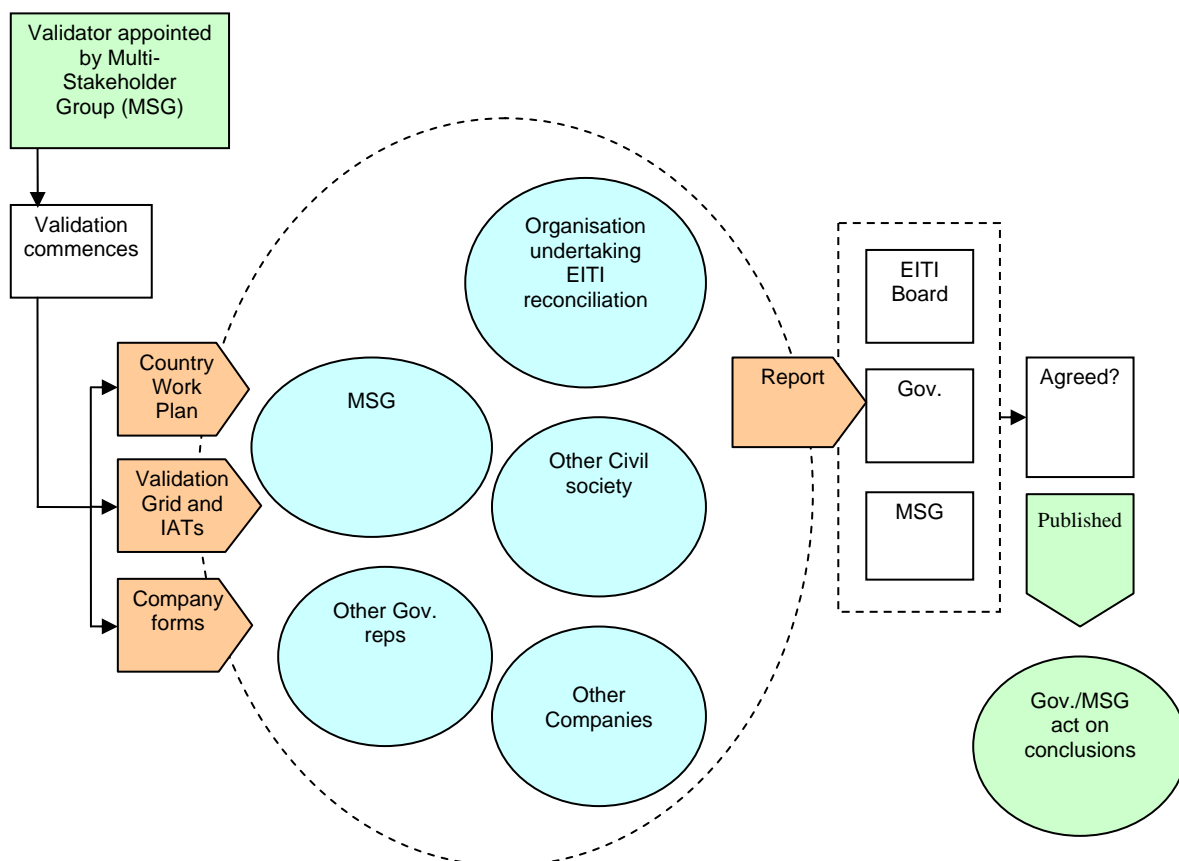 Validator appointed
by Multi-
Stakeholder
Group (MSG)
Validation
commences
Country
Work
Plan
Validation
Grid and
IATs
Company
forms
Organisation
undertaking
EITI
reconciliation
MSG
Other Civil
society
Other Gov.
reps
Other
Companies
Report
EITI
Board
Gov.
MSG
Agreed?
Published
Gov./MSG
act on
conclusions